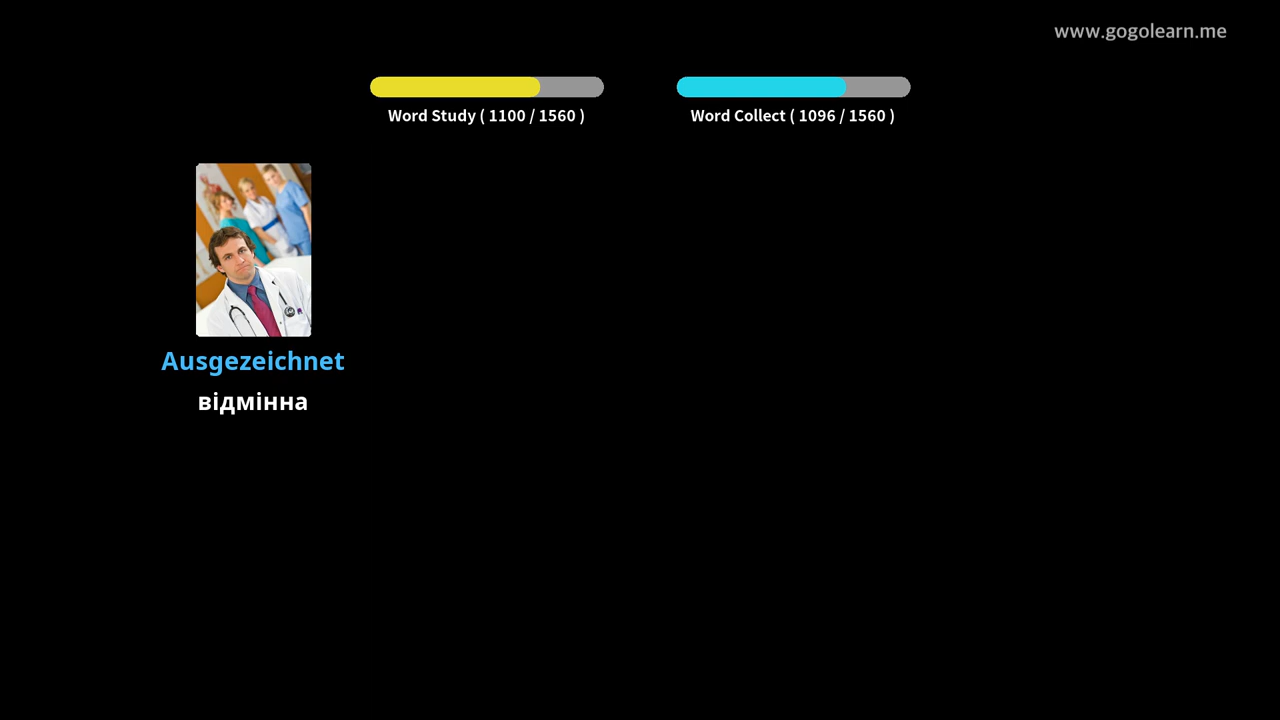 www.gogolearn.me
Word Study ( 1100 / 1560 )
Word Collect ( 1096 / 1560 )
Ausgezeichnet
відмінна